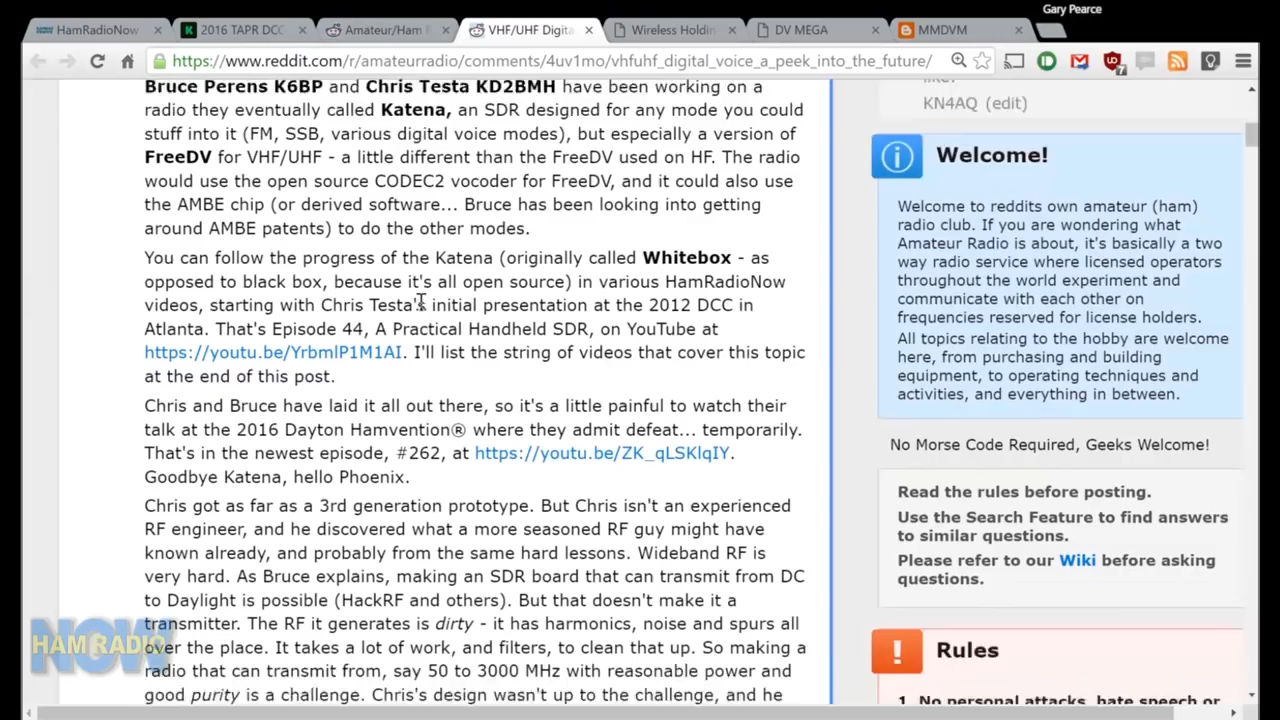 Gary Pearce
HamRadioNow
2016 TAPR DCC
Amateur/Ham
VHF/UHF Digita
Wireless Holdin
DV MEGA
MMDVM
https://www.reddit.com/r/amateurradio/comments/4uv1mo/vhfuhf_digital_voice_a_peek_into_the_future/
Bruce Perens K6BP and Chris Testa KD2BMH have been working on a
radio they eventually called Katena, an SDR designed for any mode you could
stuff into it (FM, SSB, various digital voice modes), but especially a version of
FreeDV for VHF/UHF - a little different than the FreeDV used on HF. The radio
would use the open source CODEC2 vocoder for FreeDV, and it could also use
the AMBE chip (or derived software... Bruce has been looking into getting
around AMBE patents) to do the other modes.
You can follow the progress of the Katena (originally called Whitebox - as
opposed to black box, because it's all open source) in various HamRadioNow
videos, starting with Chris Testa's initial presentation at the 2012 DCC in
Atlanta. That's Episode 44, A Practical Handheld SDR, on YouTube at
https://youtu.be/YrbmlP1M1AI. I'll list the string of videos that cover this topic
at the end of this post.
Chris and Bruce have laid it all out there, so it's a little painful to watch their
talk at the 2016 Dayton Hamvention® where they admit defeat... temporarily.
That's in the newest episode, #262, at https://youtu.be/ZK_qLSKlqIY.
Goodbye Katena, hello Phoenix.
Chris got as far as a 3rd generation prototype. But Chris isn't an experienced
RF engineer, and he discovered what a more seasoned RF guy might have
known already, and probably from the same hard lessons. Wideband RF is
very hard. As Bruce explains, making an SDR board that can transmit from DC
to Daylight is possible (HackRF and others). But that doesn't make it a
transmitter. The RF it generates is dirty - it has harmonics, noise and spurs all
over the place. It takes a lot of work, and filters, to clean that up. So making a
radio that can transmit from, say 50 to 3000 MHz with reasonable power and
good purity is a challenge. Chris's design wasn't up to the challenge, and he
HAM RADIO
NOW
like.
KN4AQ (edit)
Welcome!
Welcome to reddits own amateur (ham)
radio club. If you are wondering what
Amateur Radio is about, it's basically a two
way radio service where licensed operators
throughout the world experiment and
communicate with each other on
frequencies reserved for license holders.
All topics relating to the hobby are welcome
here, from purchasing and building
equipment, to operating techniques and
activities, and everything in between.
No Morse Code Required, Geeks Welcome!
Read the rules before posting.
Use the Search Feature to find answers
to similar questions.
Please refer to our Wiki before asking
questions.
Rules
1. No personal attacks, hate speech or